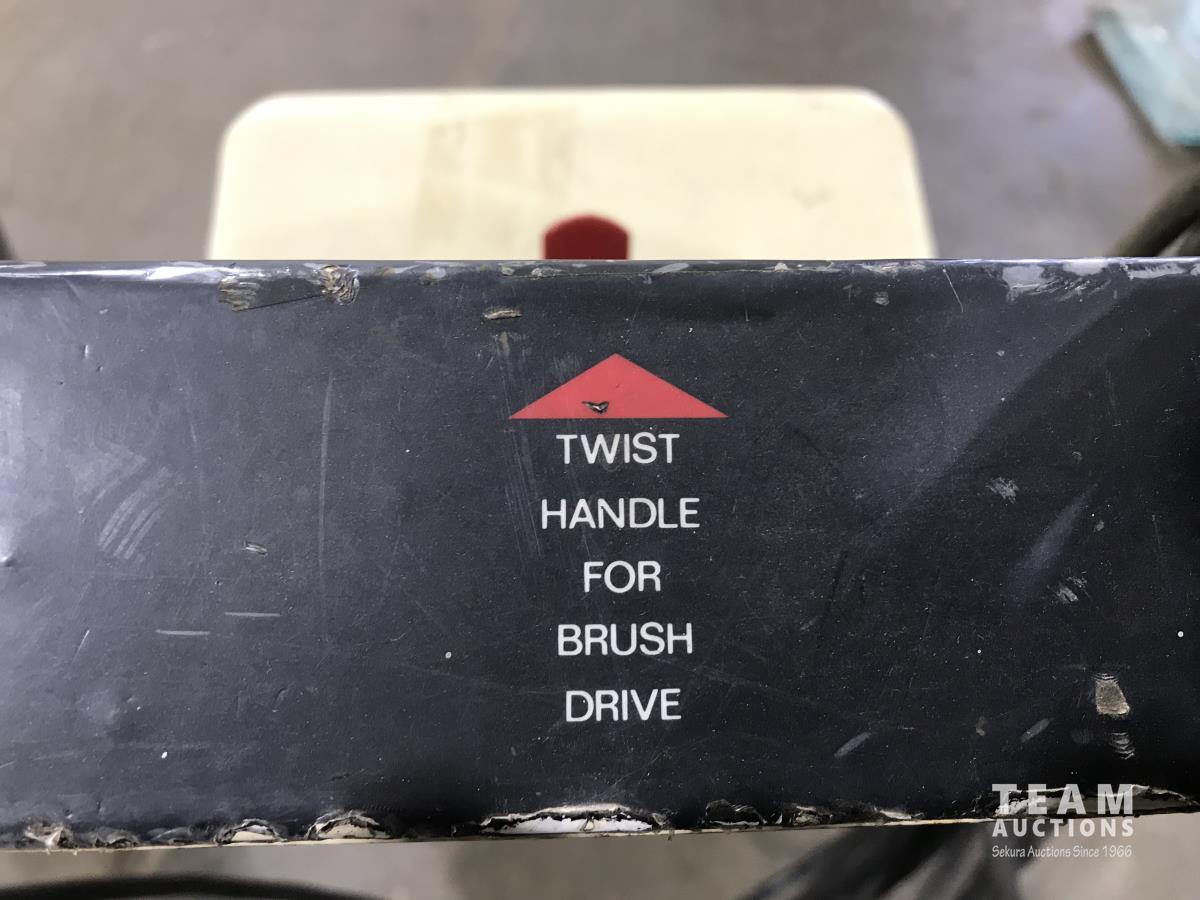 TWIST
HANDLE
FOR
BRUSH
DRIVE
TEAM
AUCTIONS
Sekura Auctions Since 1966